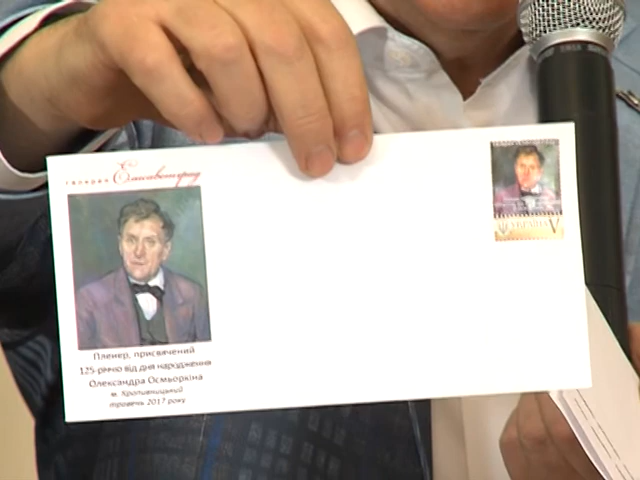 галерея Єлисаветград
Пленер, присвячений
125-річчю від дня народження
Олександра Осмьоркіна
м. Кропивницький
травень 2017 року
УКРАЇНА V